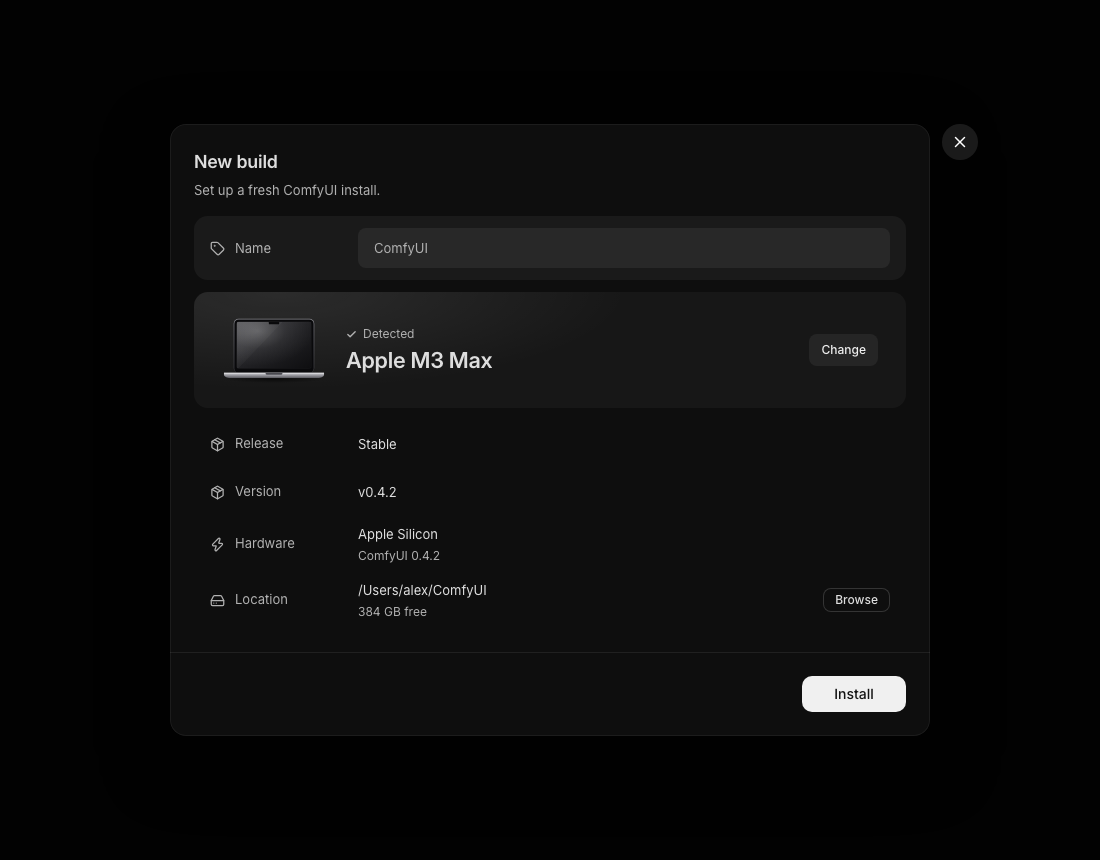 New build
Set up a fresh ComfyUI install.
Name
ComfyUI
Detected
Apple M3 Max
Change
Release
Stable
Version
v0.4.2
Hardware
Apple Silicon
ComfyUI 0.4.2
Location
/Users/alex/ComfyUI
384 GB free
Browse
Install